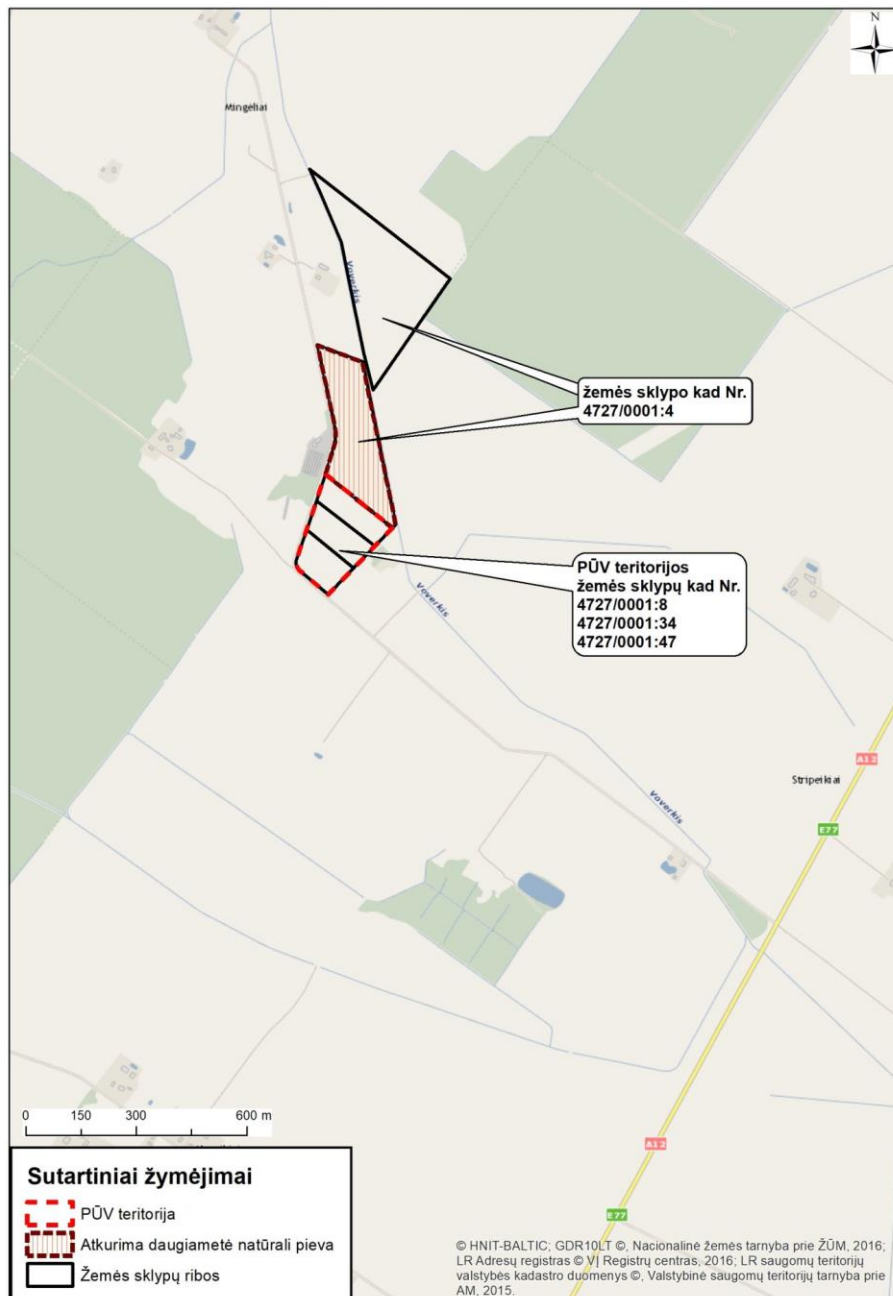 N
Mingėliai
Voverkis
žemės sklypo kad Nr.
4727/0001:4
PŪV teritorijos
žemės sklypų kad Nr.
4727/0001:8
4727/0001:34
4727/0001:47
Voverkis
A12
Stripeikiai
Voverkis
E77
0 150 300 600 m
A12
Sutartiniai žymėjimai
PŪV teritorija
E77
Atkurima daugiametė natūrali pieva
Žemės sklypų ribos
© HNIT-BALTIC; GDR10LT ©, Nacionalinė žemės tarnyba prie ŽŪM, 2016;
LR Adresų registras © VĮ Registrų centras, 2016; LR saugomų teritorijų
valstybės kadastro duomenys ©, Valstybinė saugomų teritorijų tarnyba prie
AM, 2015.